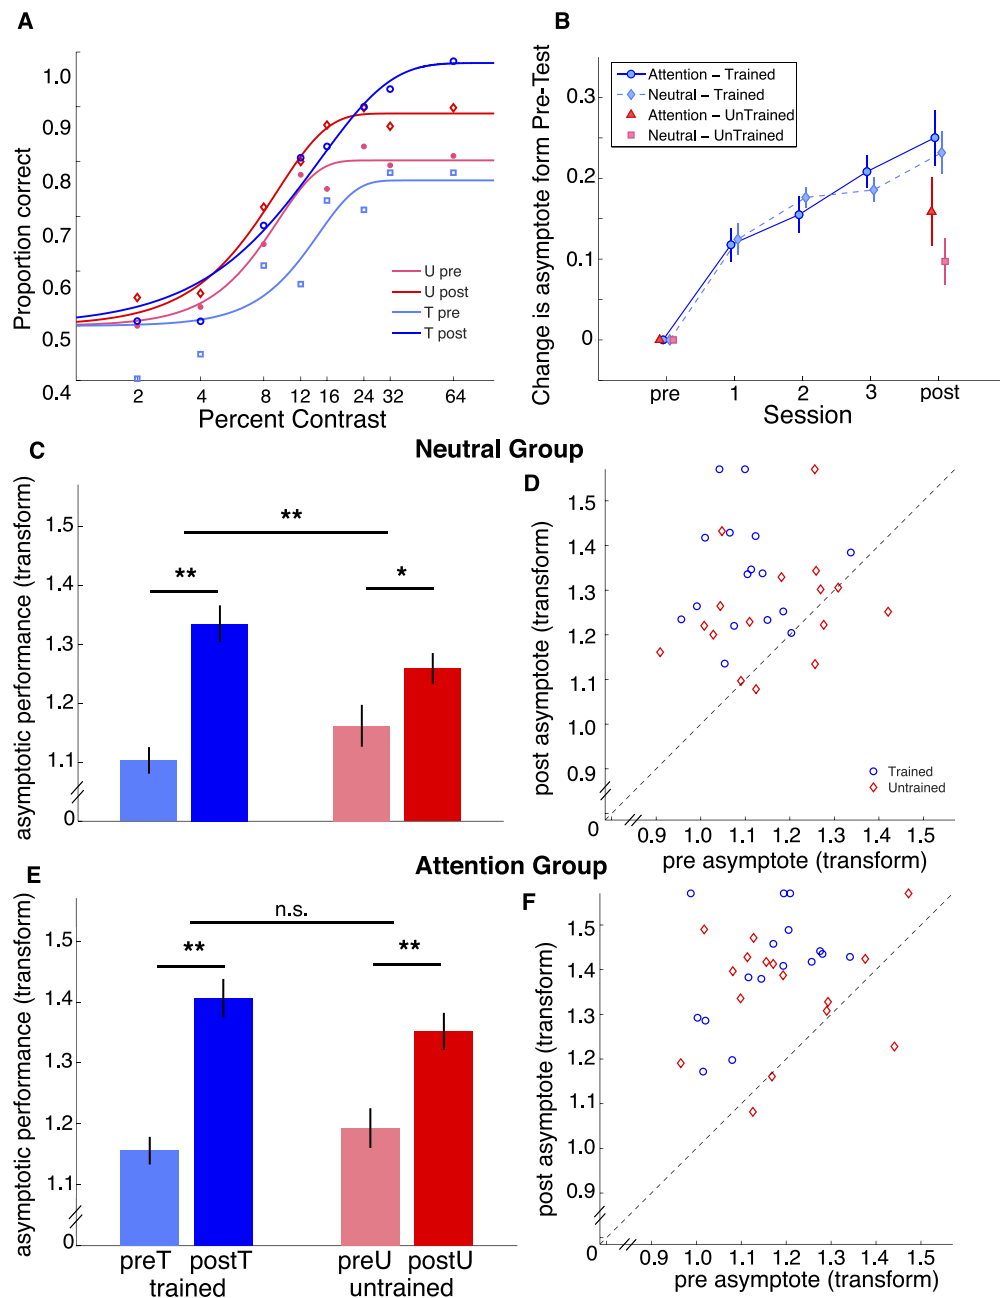 A
Proportion correct
1.0
0.9
0.8
0.7
0.6
0.5
0.4
U pre
U post
T pre
T post
2
4
8
12
16
24
32
64
Percent Contrast
B
Change is asymptote form Pre-Test
Attention – Trained
Neutral – Trained
Attention – UnTrained
Neutral – UnTrained
0.3
0.2
0.1
0
pre
1
2
3
post
Session
Neutral Group
C
asymptotic performance (transform)
1.5
1.4
1.3
1.2
1.1
0
**
**
*
D
post asymptote (transform)
1.5
1.4
1.3
1.2
1.1
1.0
0.9
0
Trained
Untrained
0.9
1.0
1.1
1.2
1.3
1.4
1.5
pre asymptote (transform)
Attention Group
E
asymptotic performance (transform)
1.5
1.4
1.3
1.2
1.1
0
n.s.
**
**
preT
postT
preU
postU
trained
untrained
F
post asymptote (transform)
1.5
1.4
1.3
1.2
1.1
1.0
0.9
0
0.9
1.0
1.1
1.2
1.3
1.4
1.5
pre asymptote (transform)